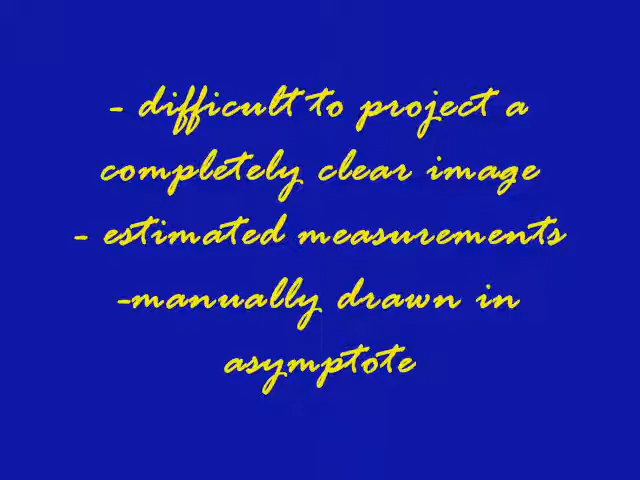 - difficult to project a
completely clear image
- estimated measurements
-manually drawn in
asymptote